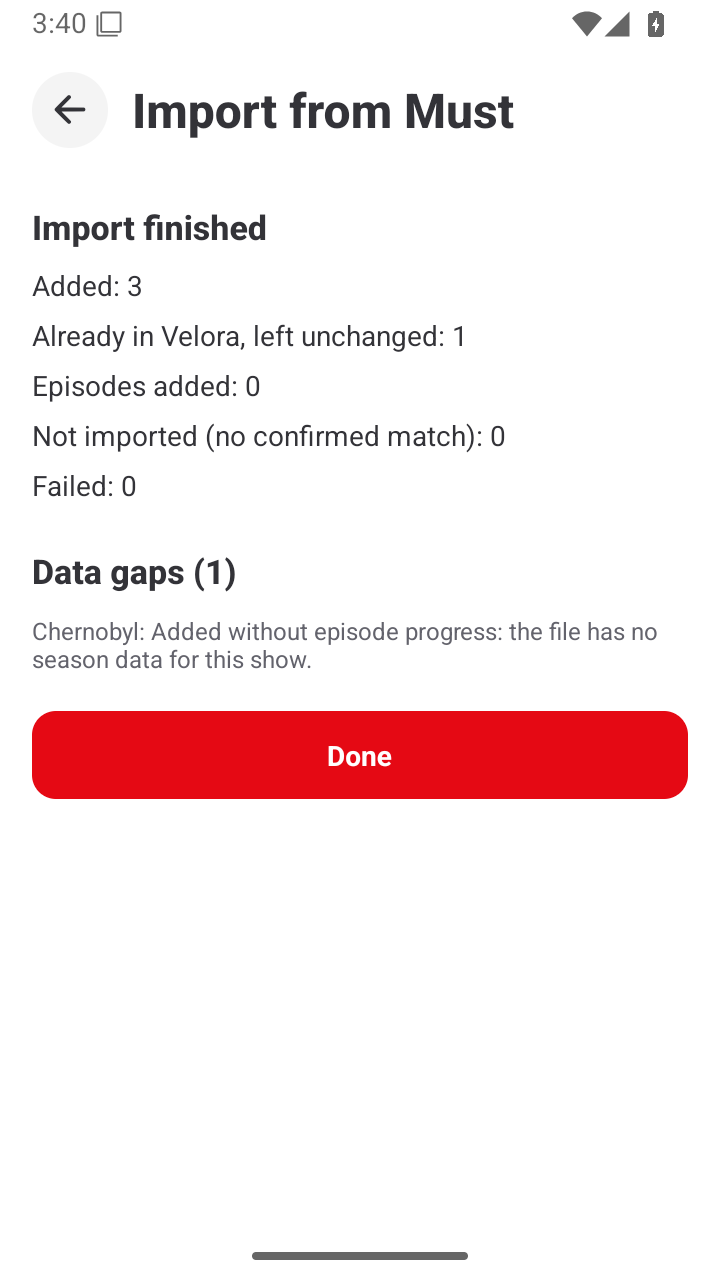 3:40
Import from Must
Import finished
Added: 3
Already in Velora, left unchanged: 1
Episodes added: 0
Not imported (no confirmed match): 0
Failed: 0
Data gaps (1)
Chernobyl: Added without episode progress: the file has no
season data for this show.
Done